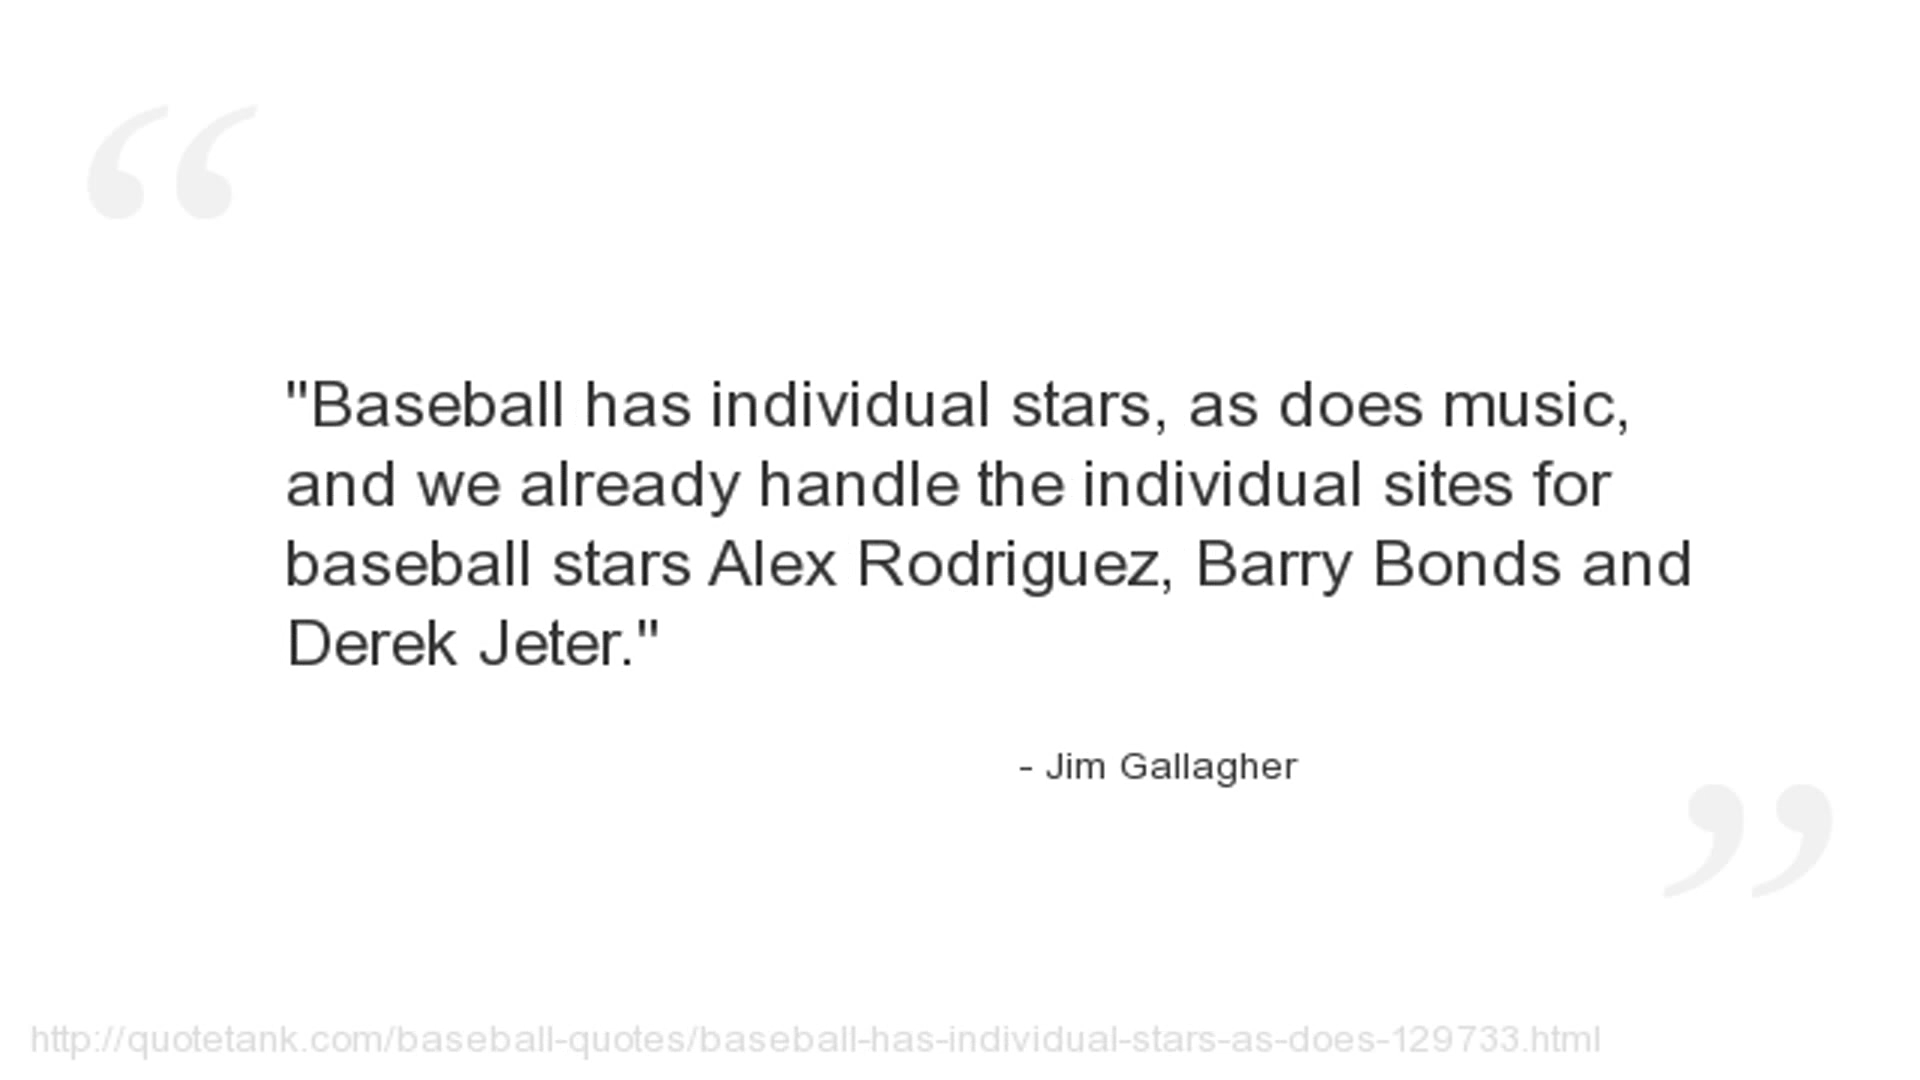 "Baseball has individual stars, as does music,
and we already handle the individual sites for
baseball stars Alex Rodriguez, Barry Bonds and
Derek Jeter."
- Jim Gallagher
http://quotetank.com/baseball-quotes/baseball-has-individual-stars-as-does-129733.html